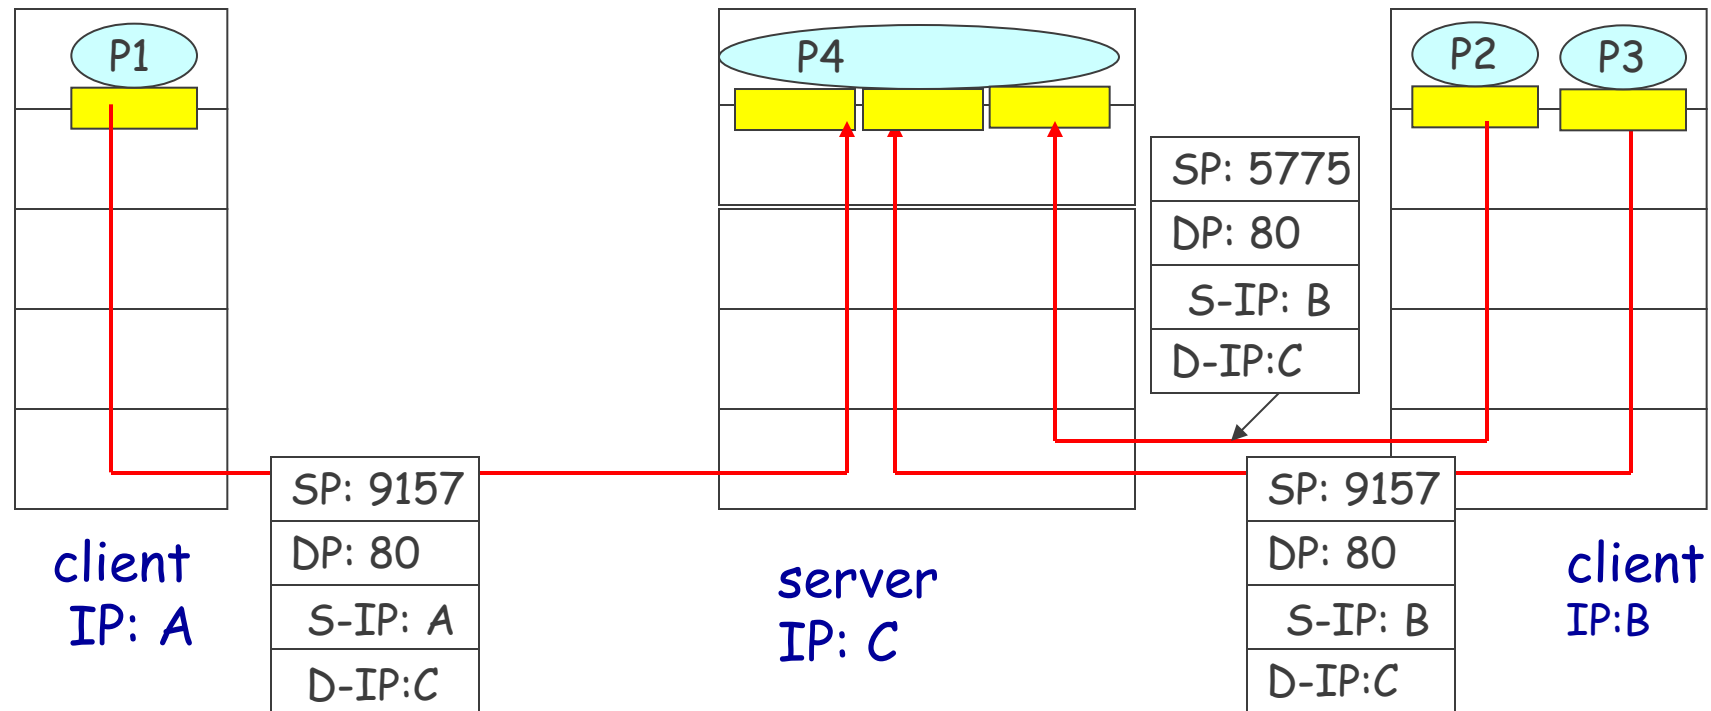 P1
P4
P2
P3
SP: 5775
DP: 80
S-IP: B
D-IP:C
SP: 9157
DP: 80
S-IP: A
D-IP:C
SP: 9157
DP: 80
S-IP: B
D-IP:C
client
IP: A
server
IP: C
client
IP:B